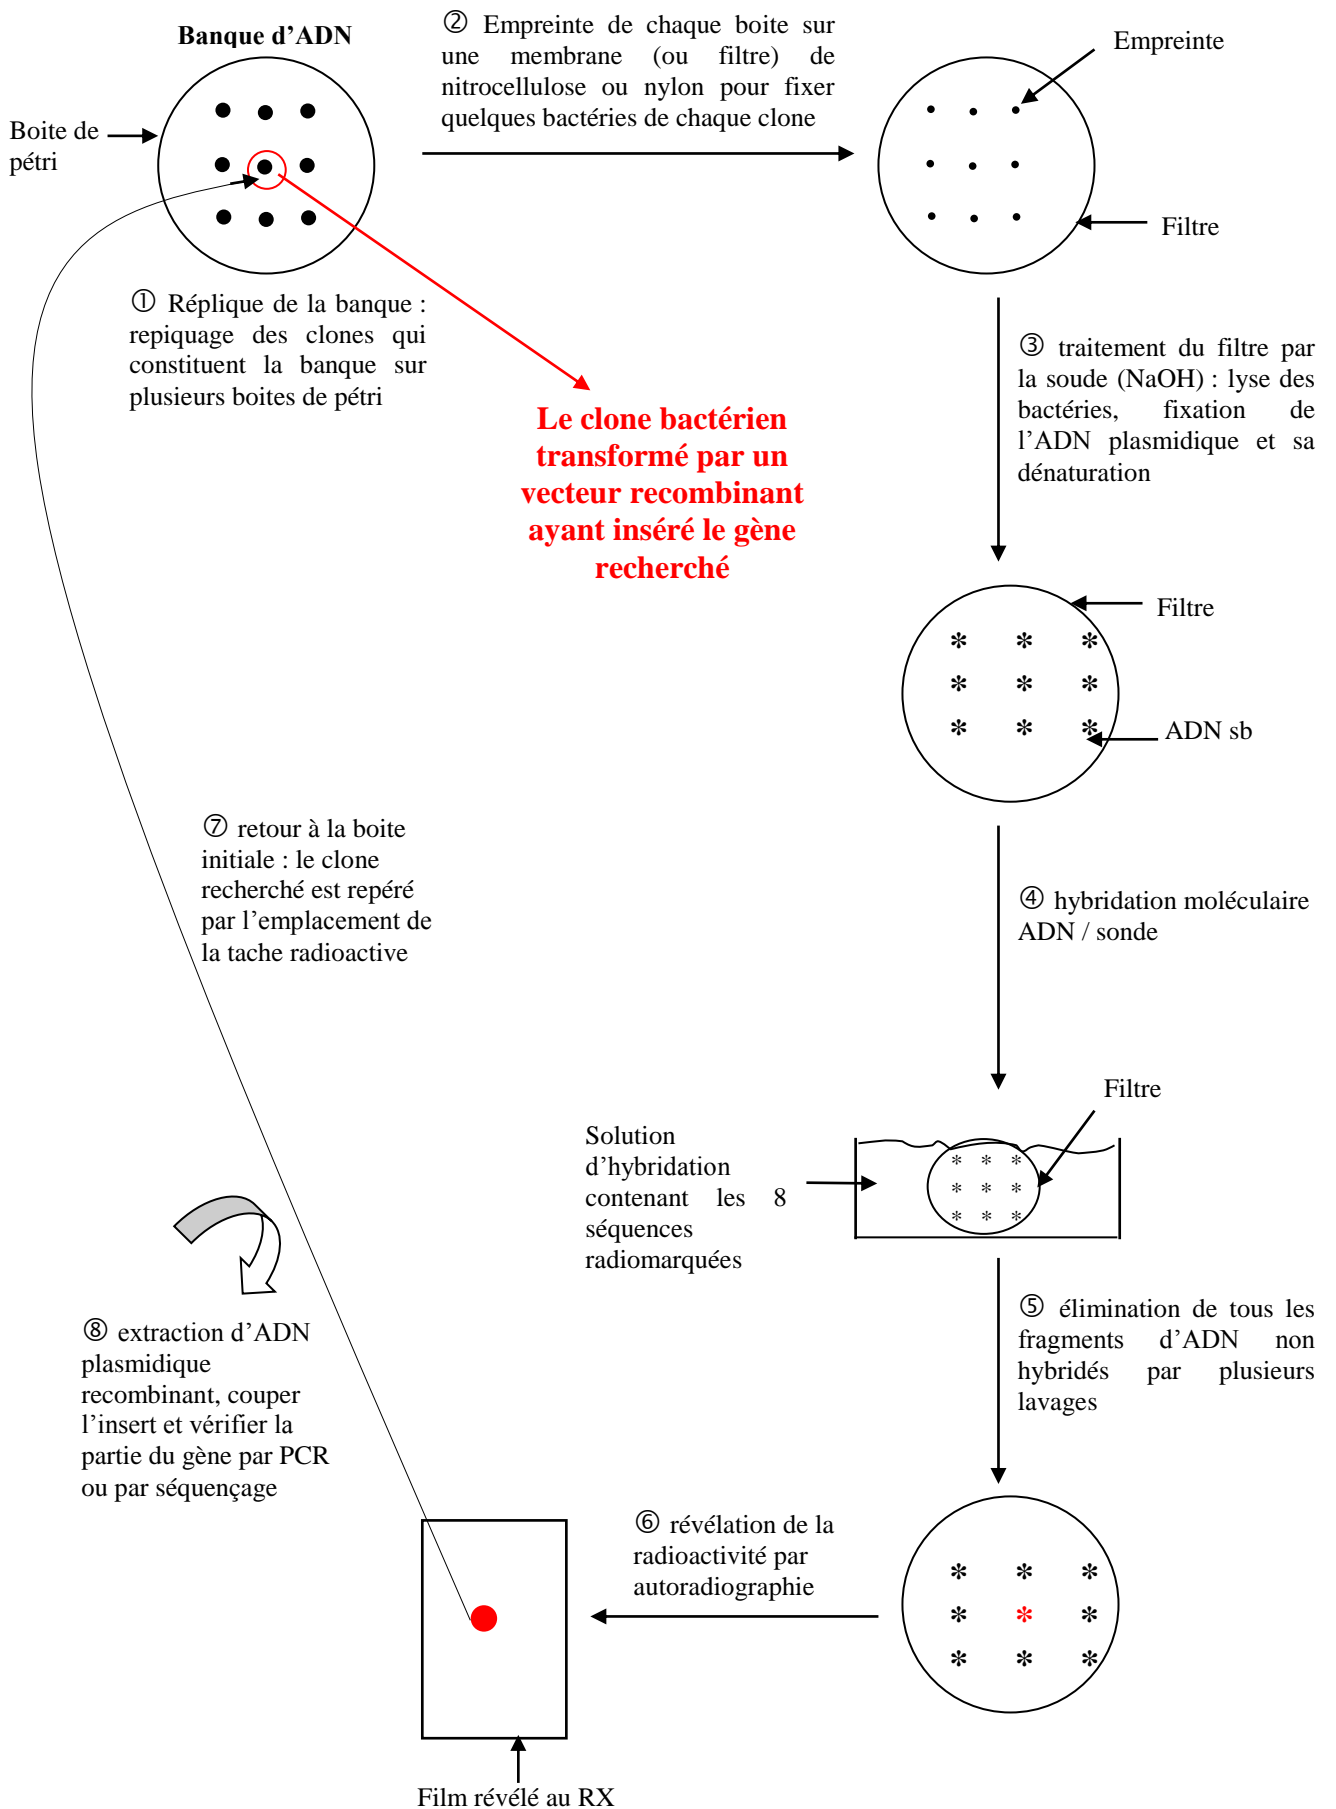 Banque d’ADN
Boite de
pétri
② Empreinte de chaque boite sur
une membrane (ou filtre) de
nitrocellulose ou nylon pour fixer
quelques bactéries de chaque clone
Empreinte
Filtre
① Réplique de la banque :
repiquage des clones qui
constituent la banque sur
plusieurs boites de pétri
Le clone bactérien
transformé par un
vecteur recombinant
ayant inséré le gène
recherché
③ traitement du filtre par
la soude (NaOH) : lyse des
bactéries, fixation de
l’ADN plasmidique et sa
dénaturation
Filtre
ADN sb
④ hybridation moléculaire
ADN / sonde
Filtre
Solution
d’hybridation
contenant les 8
séquences
radiomarquées
⑤ élimination de tous les
fragments d’ADN non
hybridés par plusieurs
lavages
⑥ révélation de la
radioactivité par
autoradiographie
Film révélé au RX
⑦ retour à la boite
initiale : le clone
recherché est repéré
par l’emplacement de
la tache radioactive
⑧ extraction d’ADN
plasmidique
recombinant, couper
l’insert et vérifier la
partie du gène par PCR
ou par séquençage